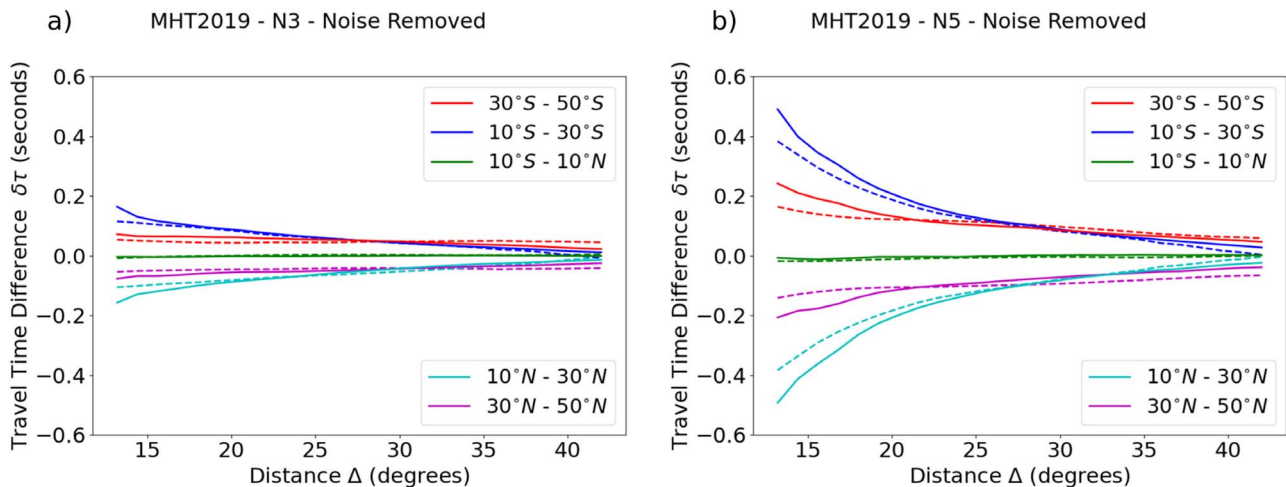 a) MHT2019 - N3 - Noise Removed
Travel Time Difference δτ (seconds)
0.6
0.4
0.2
0.0
−0.2
−0.4
−0.6
30°S - 50°S
10°S - 30°S
10°S - 10°N
10°N - 30°N
30°N - 50°N
15 20 25 30 35 40
Distance Δ (degrees)
b) MHT2019 - N5 - Noise Removed
Travel Time Difference δτ (seconds)
0.6
0.4
0.2
0.0
−0.2
−0.4
−0.6
30°S - 50°S
10°S - 30°S
10°S - 10°N
10°N - 30°N
30°N - 50°N
15 20 25 30 35 40
Distance Δ (degrees)